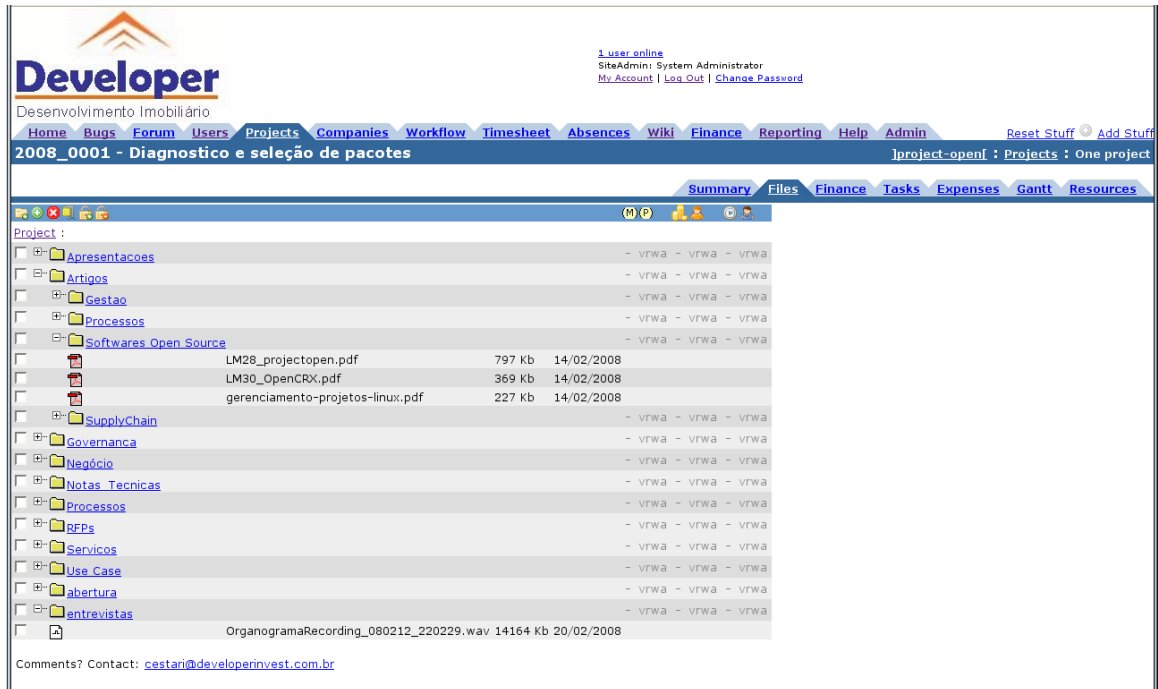 Developer
Desenvolvimento Imobiliário
1 user online
SiteAdmin: System Administrator
My Account | Log Out | Change Password
Home Bugs Forum Users Projects Companies Workflow Timesheet Absences Wiki Finance Reporting Help Admin Reset Stuff Add Stuff
2008_0001 - Diagnostico e seleção de pacotes ]project-open[ : Projects : One project
Summary Files Finance Tasks Expenses Gantt Resources
M P
Project :
Apresentacoes - vrwa - vrwa - vrwa
Artigos - vrwa - vrwa - vrwa
Gestao - vrwa - vrwa - vrwa
Processos - vrwa - vrwa - vrwa
Softwares Open Source - vrwa - vrwa - vrwa
LM28_projectopen.pdf 797 Kb 14/02/2008
LM30_OpenCRX.pdf 369 Kb 14/02/2008
gerenciamento-projetos-linux.pdf 227 Kb 14/02/2008
SupplyChain - vrwa - vrwa - vrwa
Governanca - vrwa - vrwa - vrwa
Negócio - vrwa - vrwa - vrwa
Notas_Tecnicas - vrwa - vrwa - vrwa
Processos - vrwa - vrwa - vrwa
RFPs - vrwa - vrwa - vrwa
Servicos - vrwa - vrwa - vrwa
Use Case - vrwa - vrwa - vrwa
abertura - vrwa - vrwa - vrwa
entrevistas - vrwa - vrwa - vrwa
OrganogramaRecording_080212_220229.wav 14164 Kb 20/02/2008
Comments? Contact: cestari@developerinvest.com.br